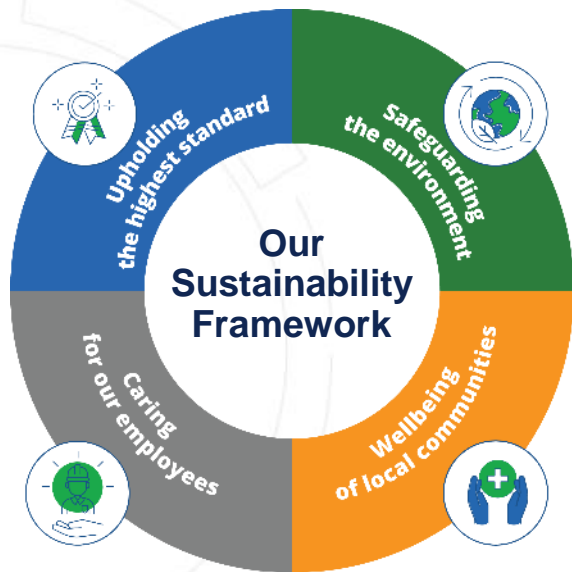 Upholding
the highest standard
Safeguarding
the environment
Our
Sustainability
Framework
Caring
for our employees
Wellbeing
of local communities